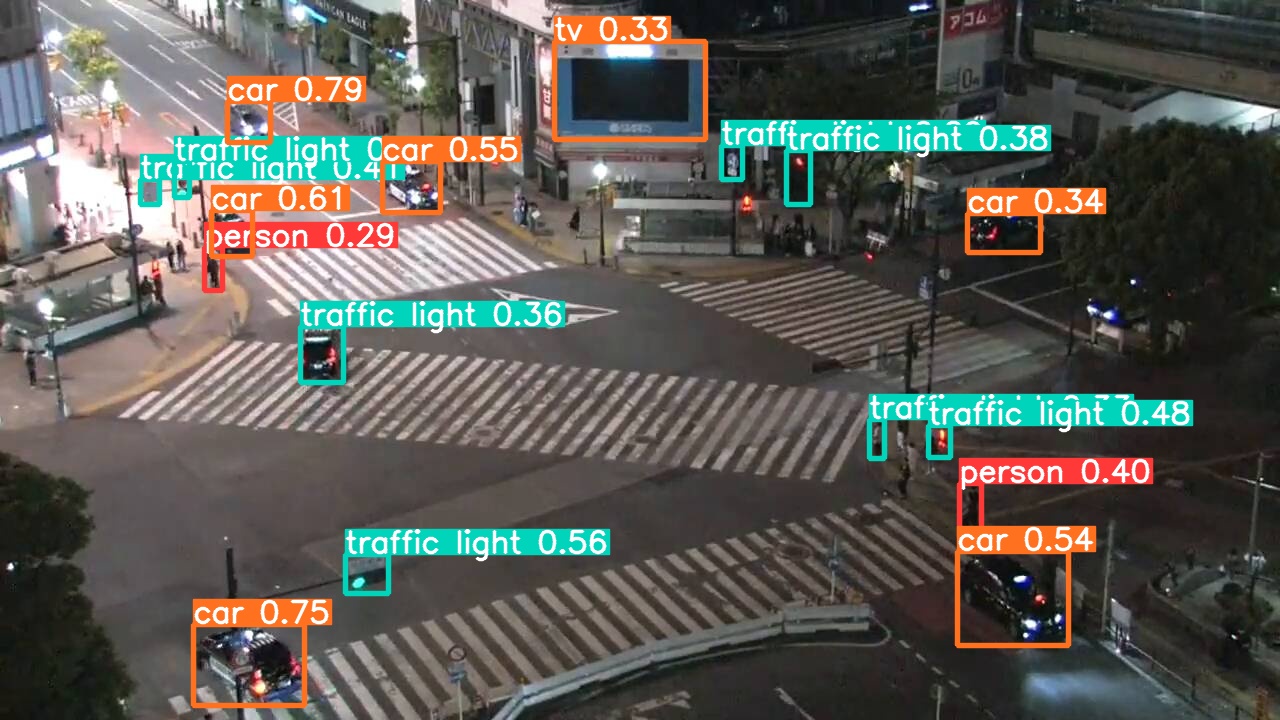 AMERICAN EAGLE
アコム
tv 0.33
car 0.79
traffic light 0.38
car 0.55
car 0.61
car 0.34
person 0.29
traffic light 0.36
traffic light 0.48
person 0.40
car 0.54
traffic light 0.56
car 0.75